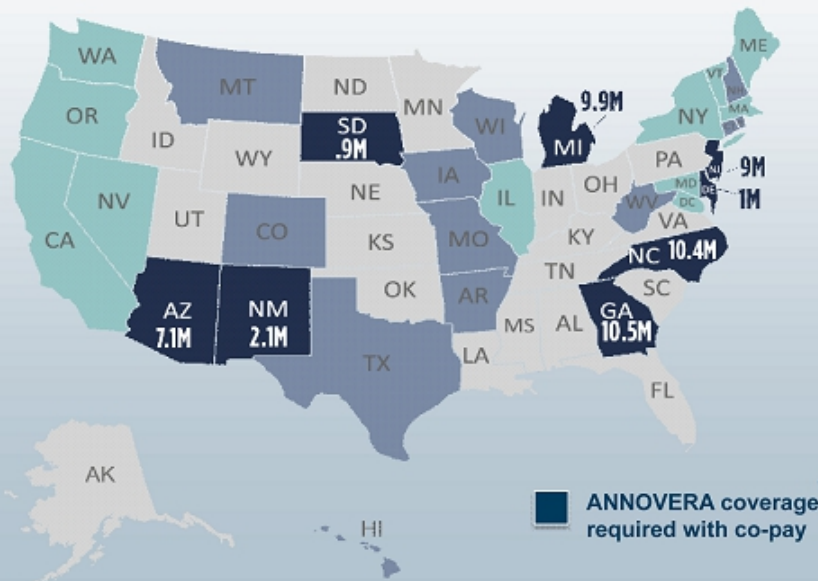 WA
MT
ND
MN
ME
VT
NH
OR
ID
SD
.9M
WI
9.9M
MI
NY
MA
WY
IA
PA
NJ
9M
NV
NE
IL
IN
OH
MD
DE
1M
DC
UT
CO
WV
VA
CA
KS
MO
KY
NC 10.4M
AZ
7.1M
NM
2.1M
OK
AR
TN
SC
MS
AL
GA
10.5M
TX
LA
FL
AK
HI
ANNOVERA coverage
required with co-pay